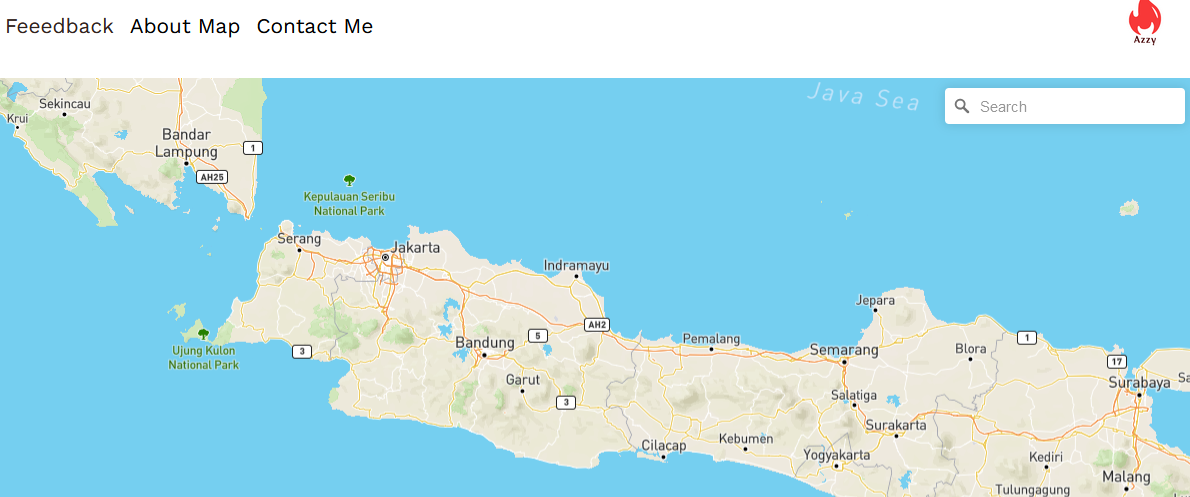 Feeedback About Map Contact Me
Azzy
Java Sea
Search
Sekincau
Krui
Bandar
Lampung
1
AH25
Kepulauan Seribu
National Park
Serang
Jakarta
Indramayu
Jepara
AH2
5
Pemalang
1
Bandung
Semarang
Blora
3
Ujung Kulon
National Park
17
Garut
Surabaya
Sa
3
Salatiga
Surakarta
Cilacap
Kebumen
Yogyakarta
Kediri
Malang
Tulungagung